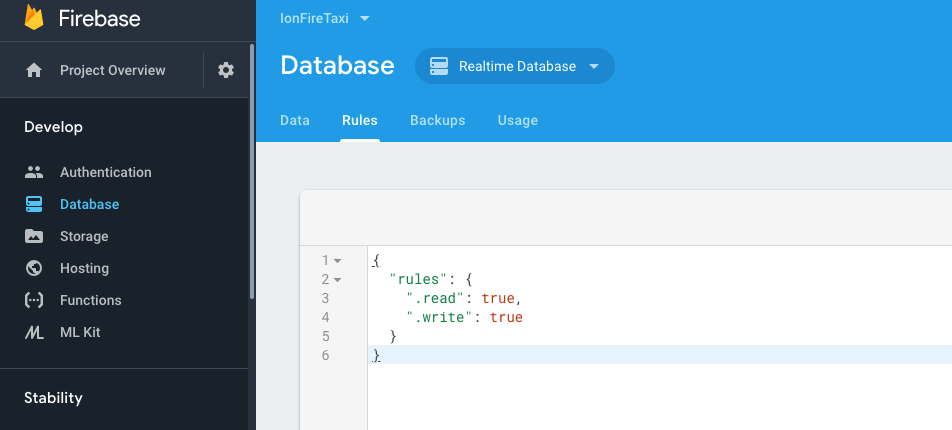 Firebase
Project Overview
Develop
Authentication
Database
Storage
Hosting
Functions
ML Kit
Stability
IonFireTaxi
Database Realtime Database
Data Rules Backups Usage
1 {
2 "rules": {
3 ".read": true,
4 ".write": true
5 }
6 }